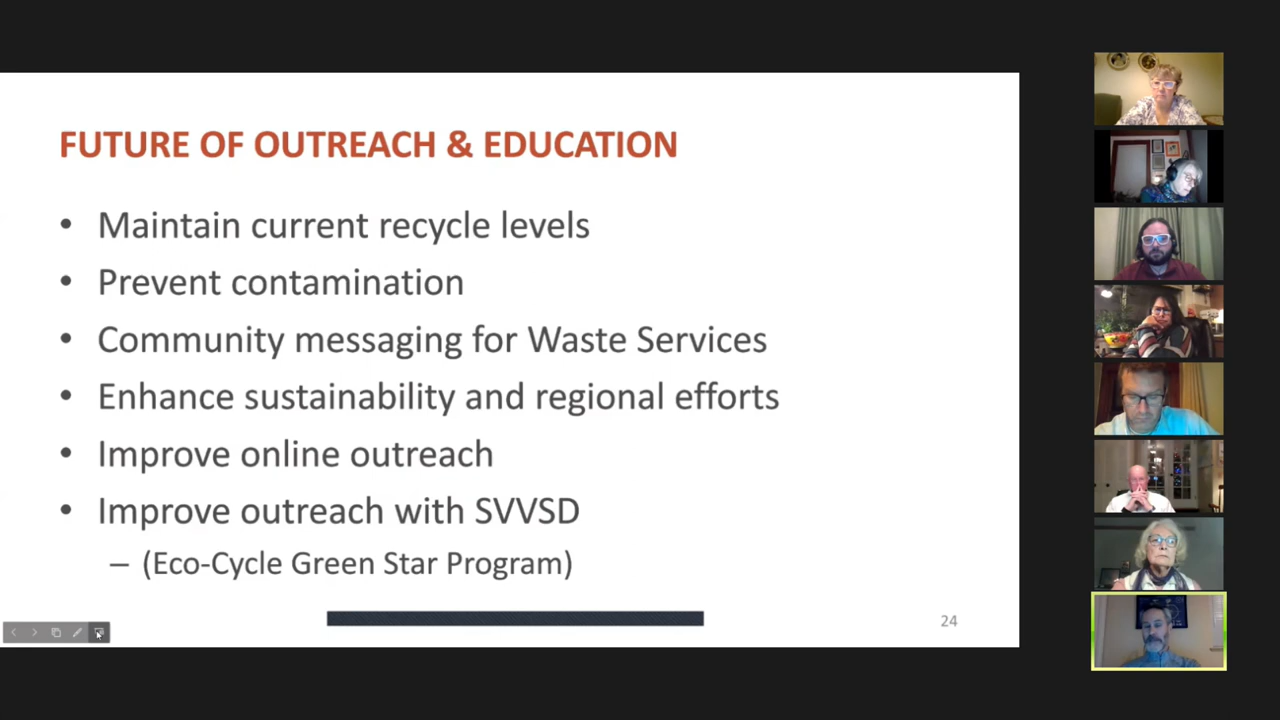 FUTURE OF OUTREACH & EDUCATION
• Maintain current recycle levels
• Prevent contamination
• Community messaging for Waste Services
• Enhance sustainability and regional efforts
• Improve online outreach
• Improve outreach with SVVSD
– (Eco-Cycle Green Star Program)
24